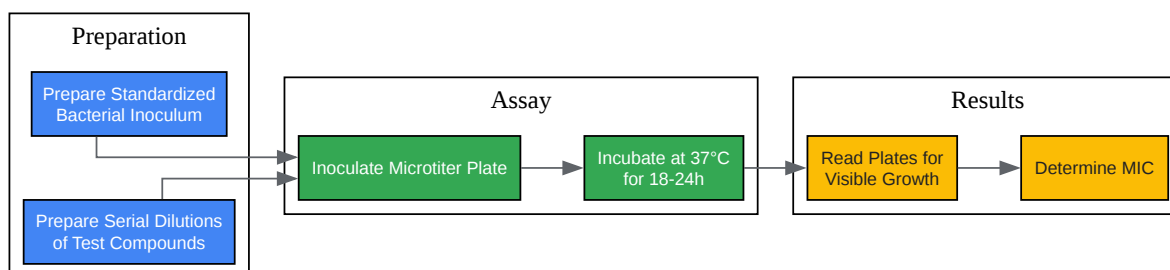 Preparation
Prepare Standardized
Bacterial Inoculum
Prepare Serial Dilutions
of Test Compounds
Assay
Inoculate Microtiter Plate
Incubate at 37°C
for 18-24h
Results
Read Plates for
Visible Growth
Determine MIC